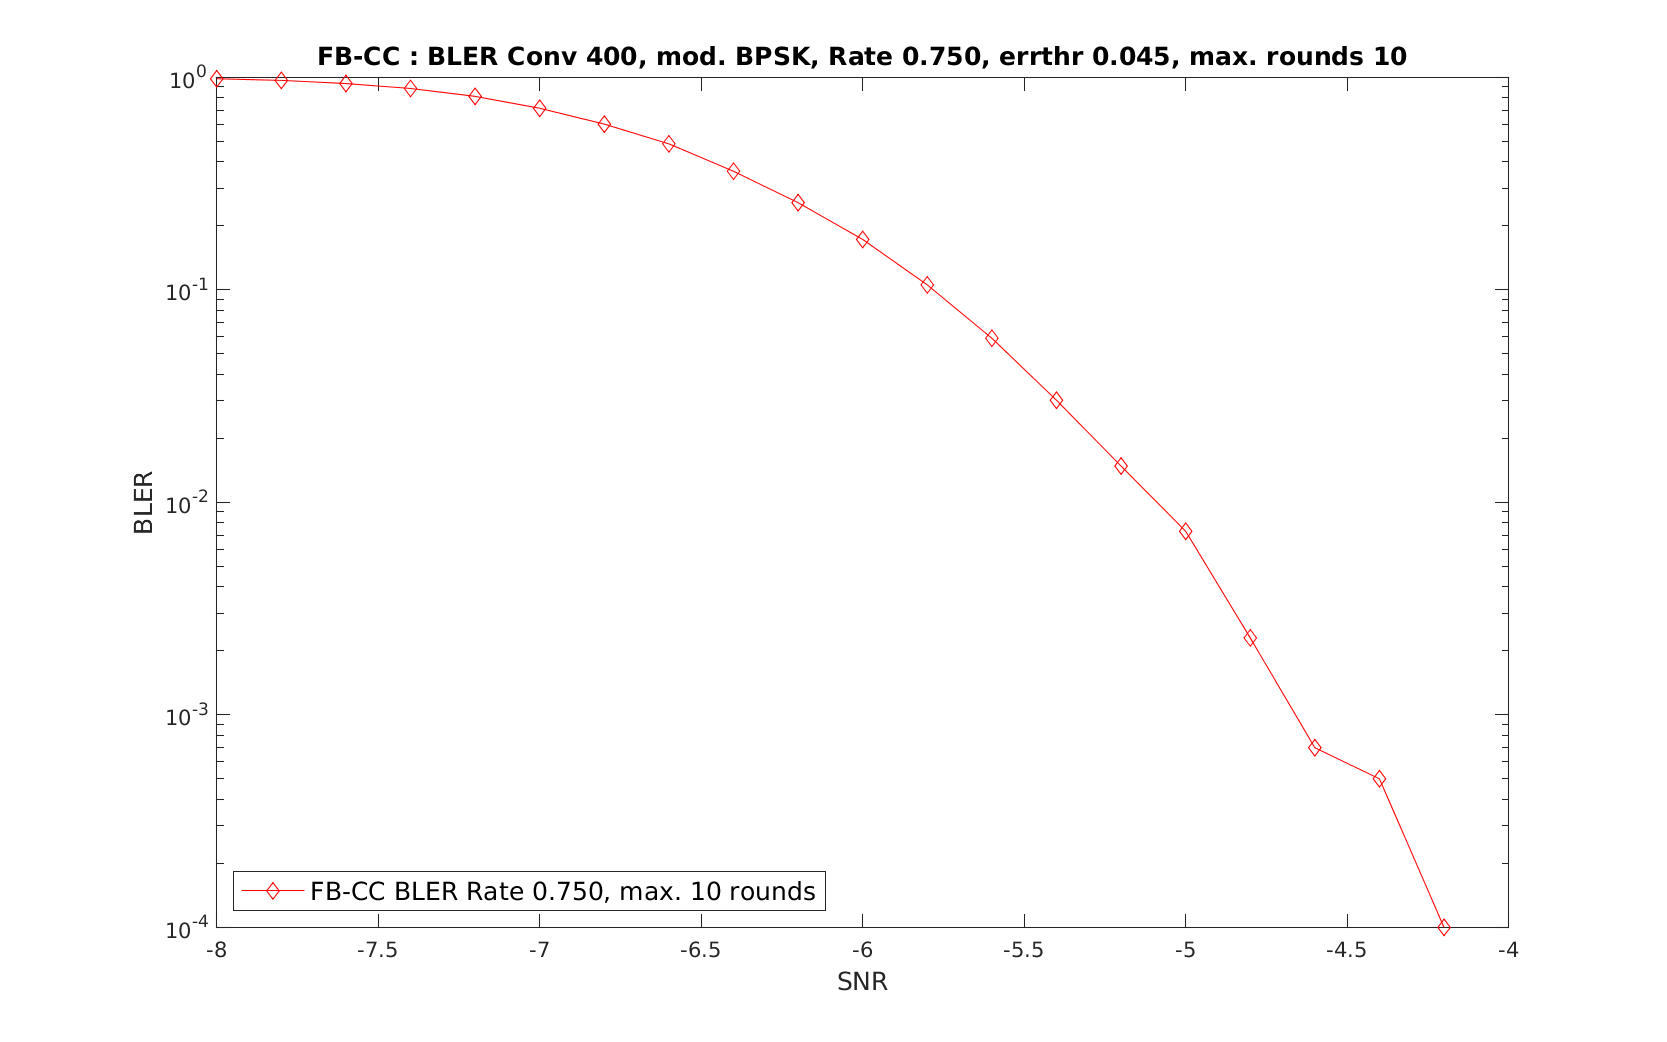 FB-CC : BLER Conv 400, mod. BPSK, Rate 0.750, errthr 0.045, max. rounds 10
10^0
10^-1
10^-2
10^-3
10^-4
BLER
FB-CC BLER Rate 0.750, max. 10 rounds
-8 -7.5 -7 -6.5 -6 -5.5 -5 -4.5 -4
SNR